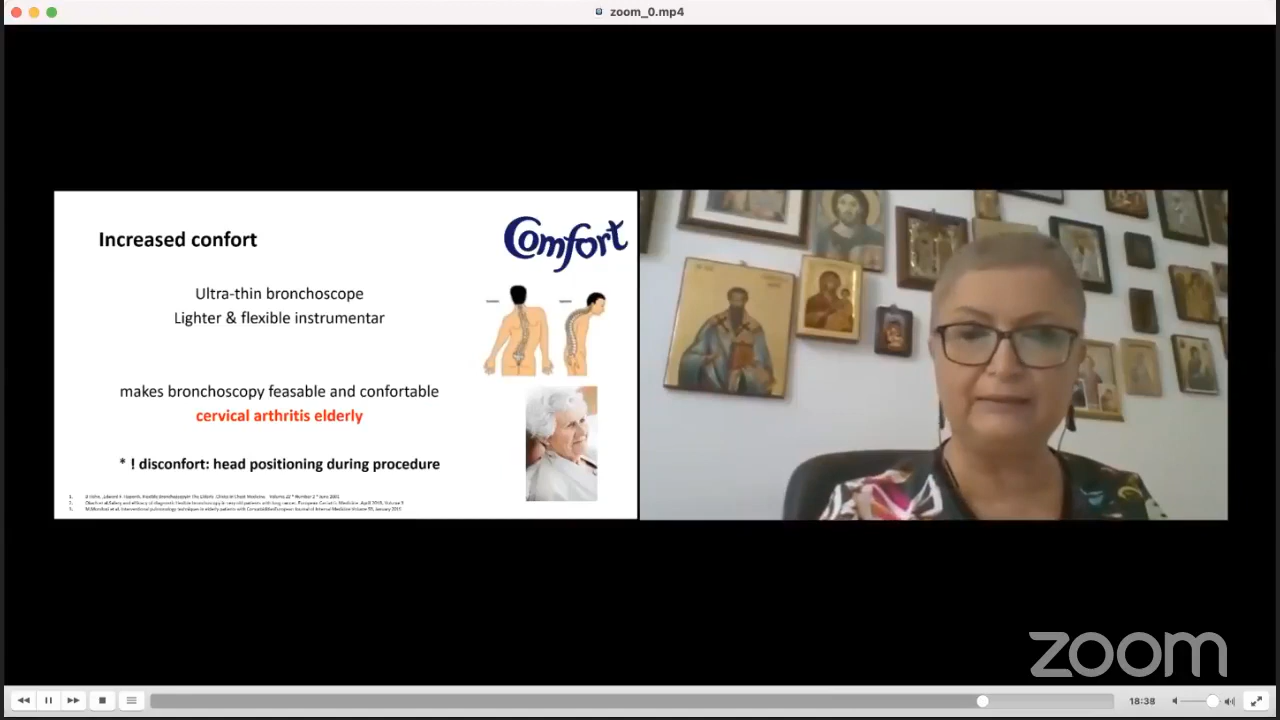 zoom_0.mp4
Increased confort
Comfort
Ultra-thin bronchoscope
Lighter & flexible instrumentar
makes bronchoscopy feasable and confortable
cervical arthritis elderly
* ! disconfort: head positioning during procedure
zoom
18:38